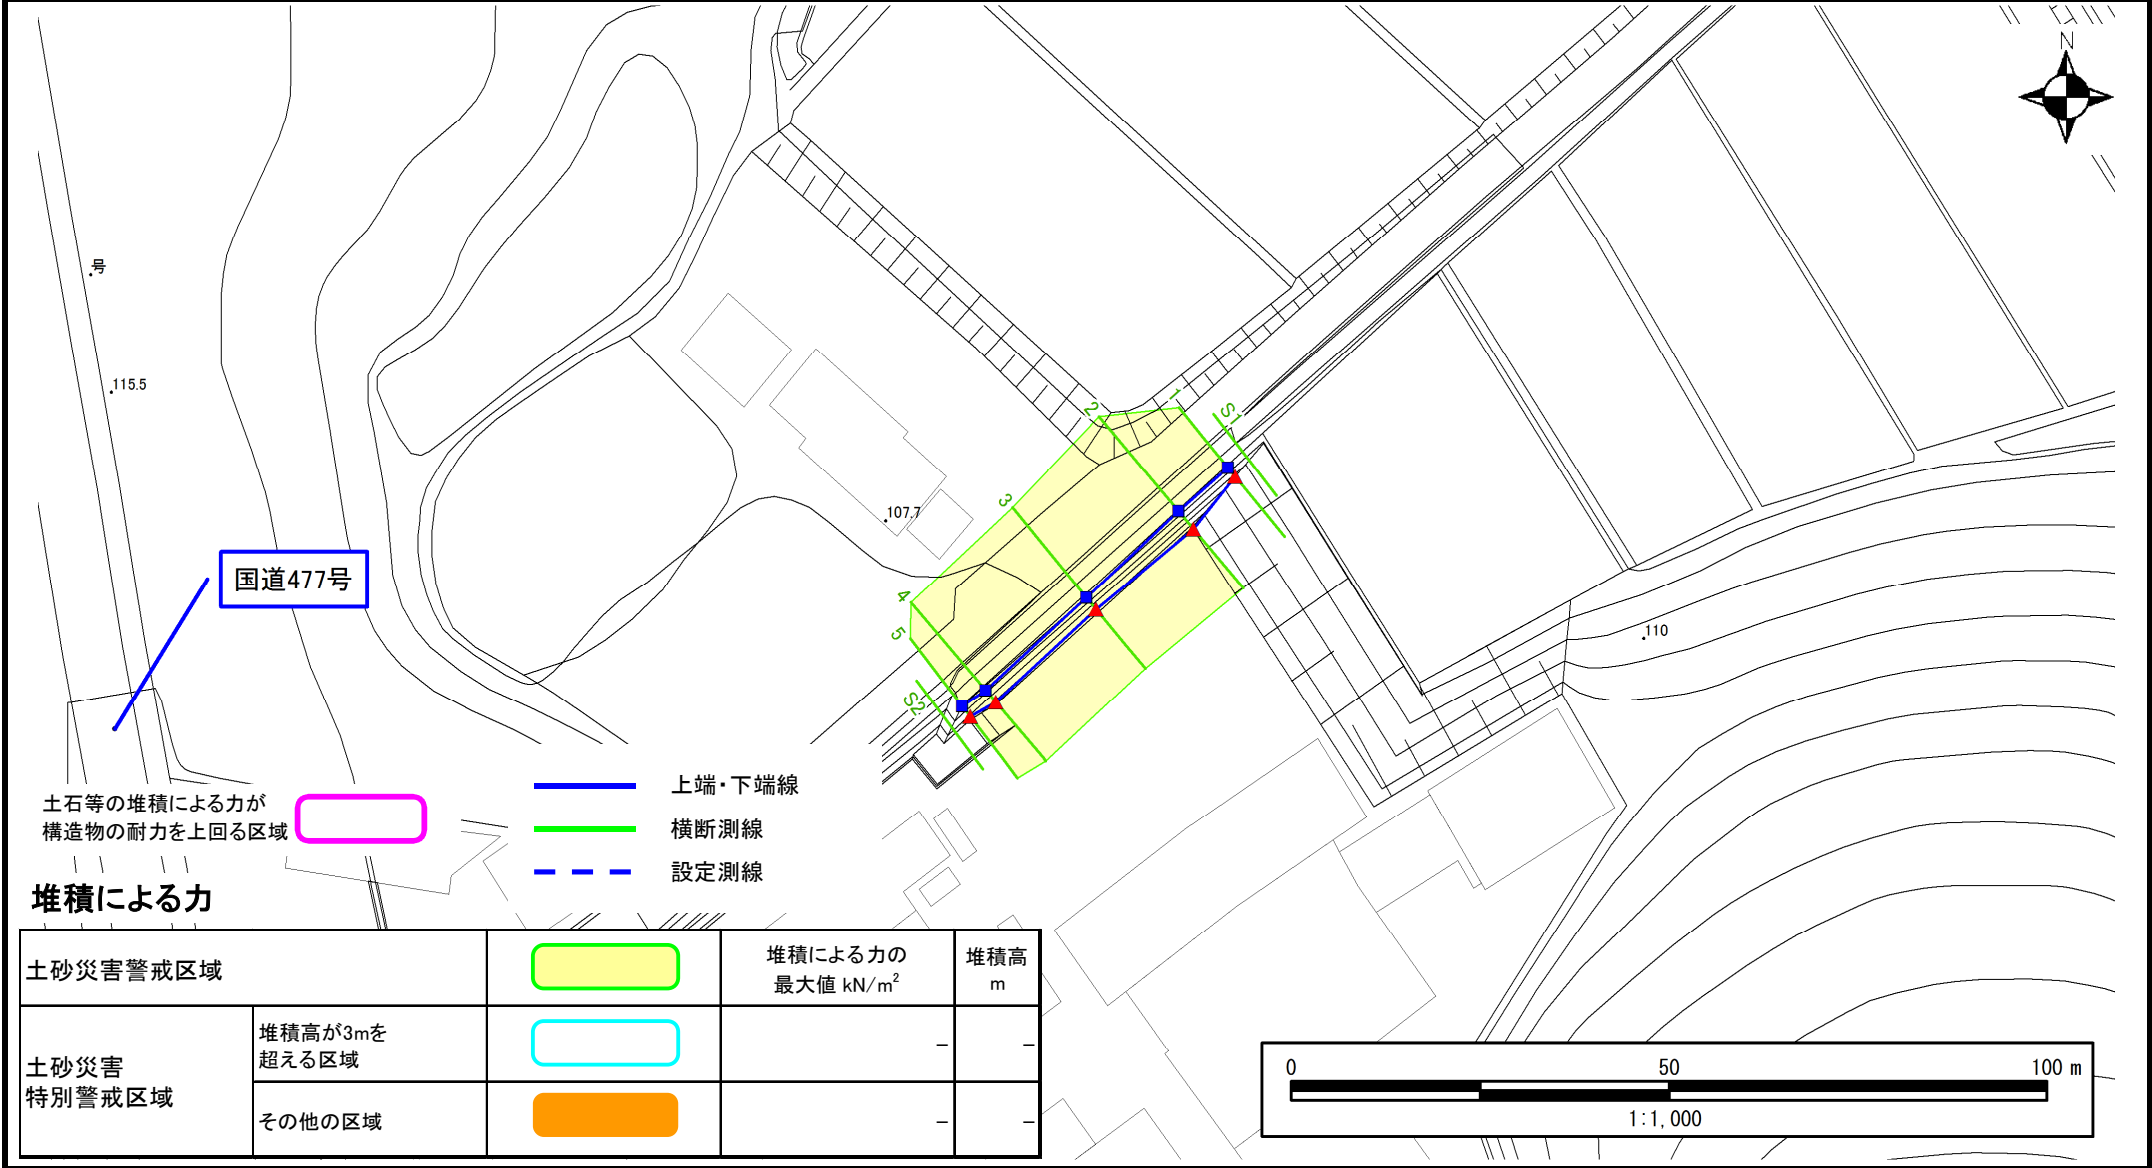 N
号
115.5
1
S1
2
3
107.7
国道477号
4
5
110
S2
上端・下端線
土石等の堆積による力が
構造物の耐力を上回る区域
横断測線
設定測線
堆積による力
土砂災害警戒区域
堆積による力の
最大値 kN/m²
堆積高
m
土砂災害
特別警戒区域
堆積高が3mを
超える区域
–
–
その他の区域
–
–
0 50 100 m
1:1,000